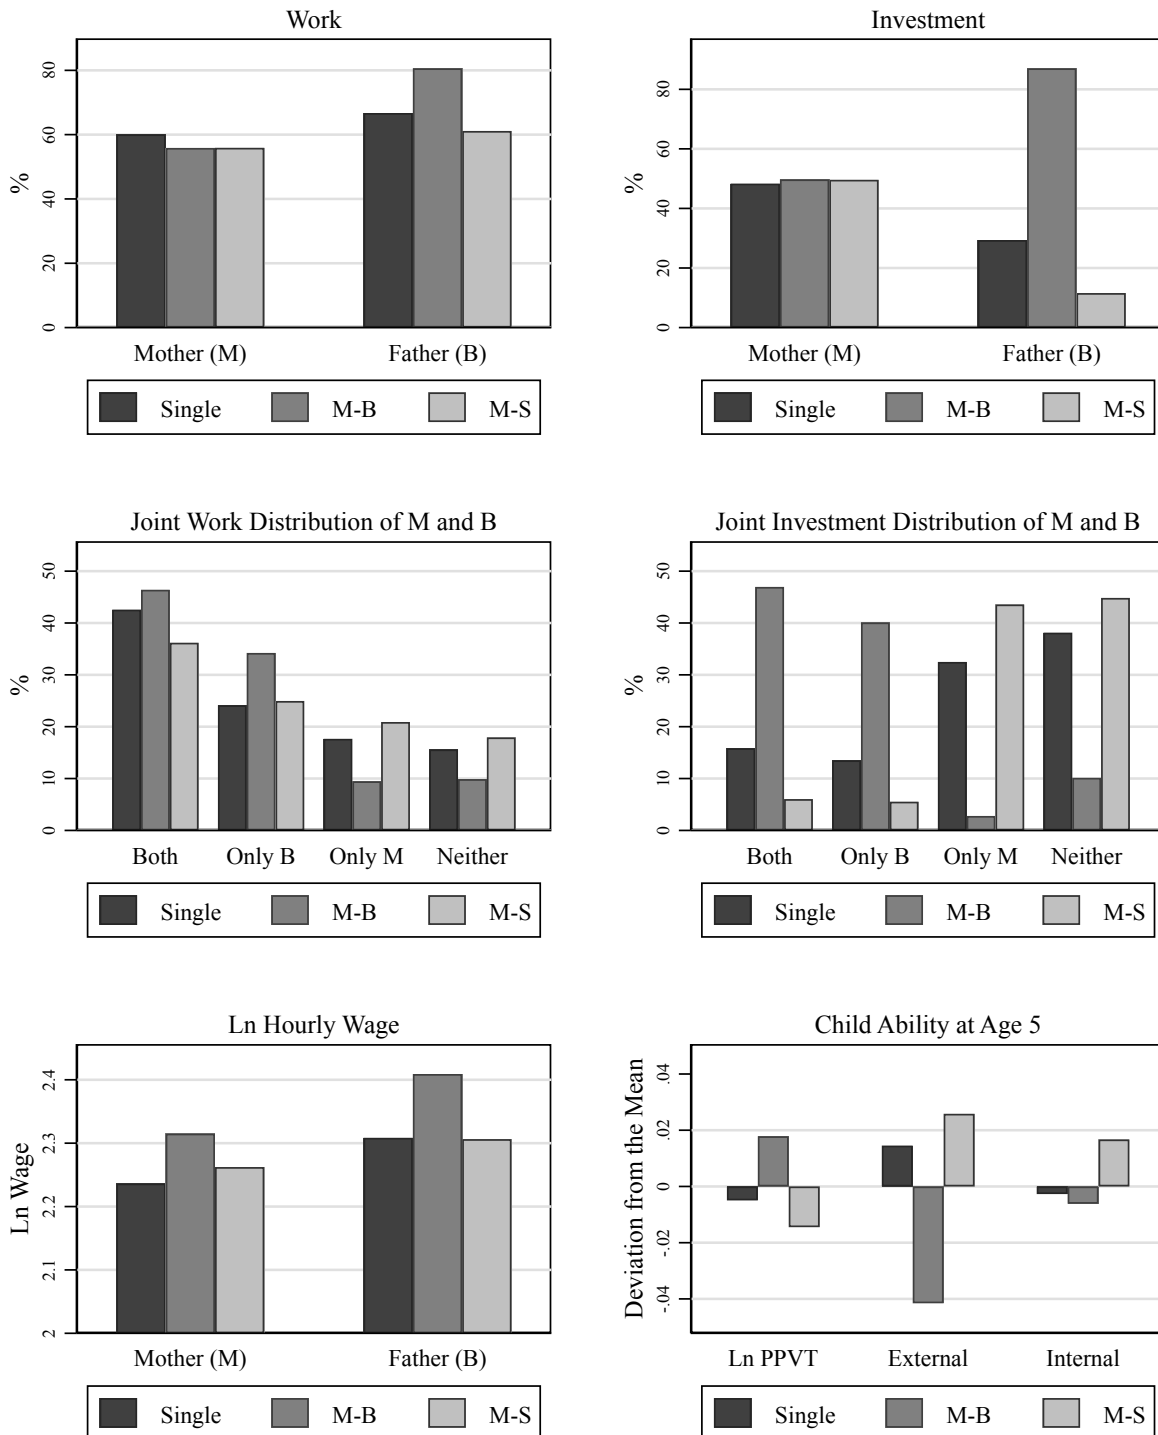 Work
%
80
60
40
20
0
Mother (M) Father (B)
Single M-B M-S
Investment
%
80
60
40
20
0
Mother (M) Father (B)
Single M-B M-S
Joint Work Distribution of M and B
%
50
40
30
20
10
0
Both Only B Only M Neither
Single M-B M-S
Joint Investment Distribution of M and B
%
50
40
30
20
10
0
Both Only B Only M Neither
Single M-B M-S
Ln Hourly Wage
Ln Wage
2.4
2.3
2.2
2.1
2
Mother (M) Father (B)
Single M-B M-S
Child Ability at Age 5
Deviation from the Mean
.04
.02
0
-.02
-.04
Ln PPVT External Internal
Single M-B M-S